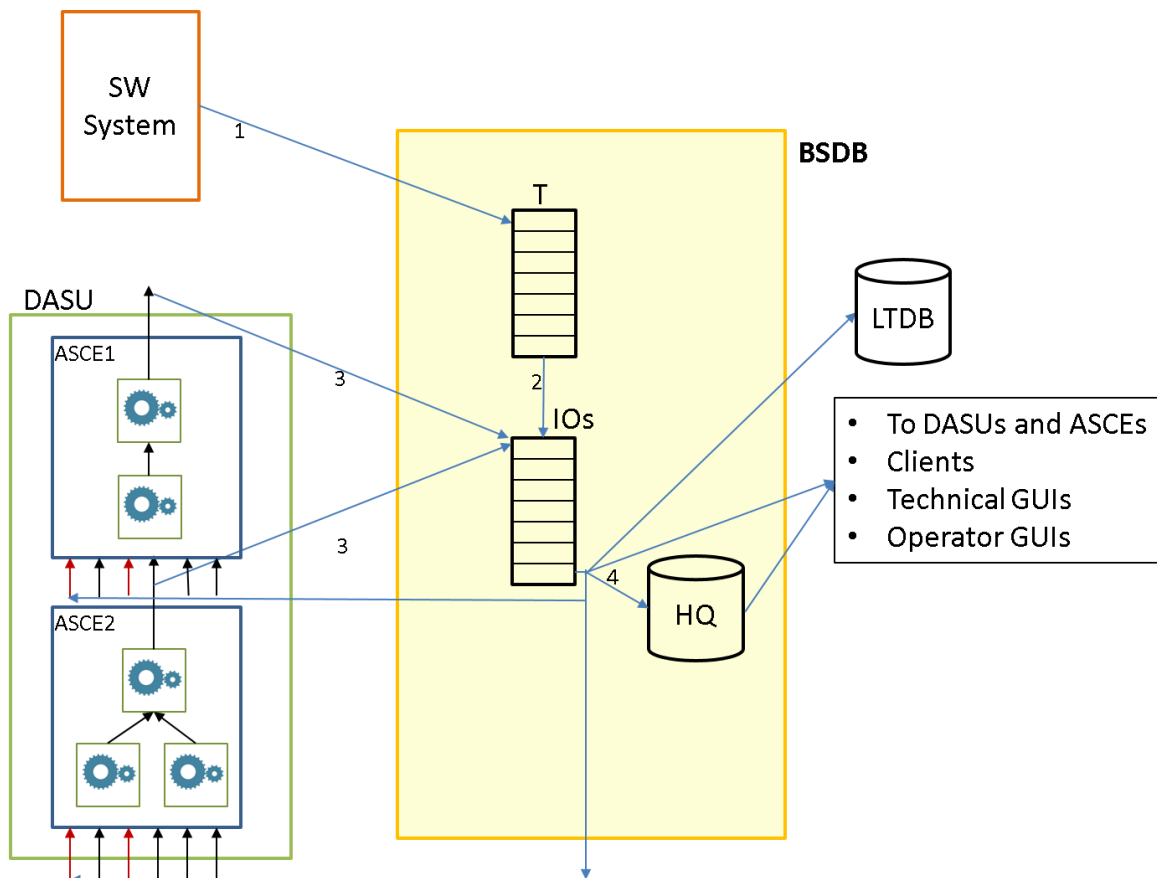 SW
System
1
BSDB
T
LTDB
DASU
ASCE1
3
2
IOs
• To DASUs and ASCEs
• Clients
• Technical GUIs
• Operator GUIs
3
4
HQ
ASCE2